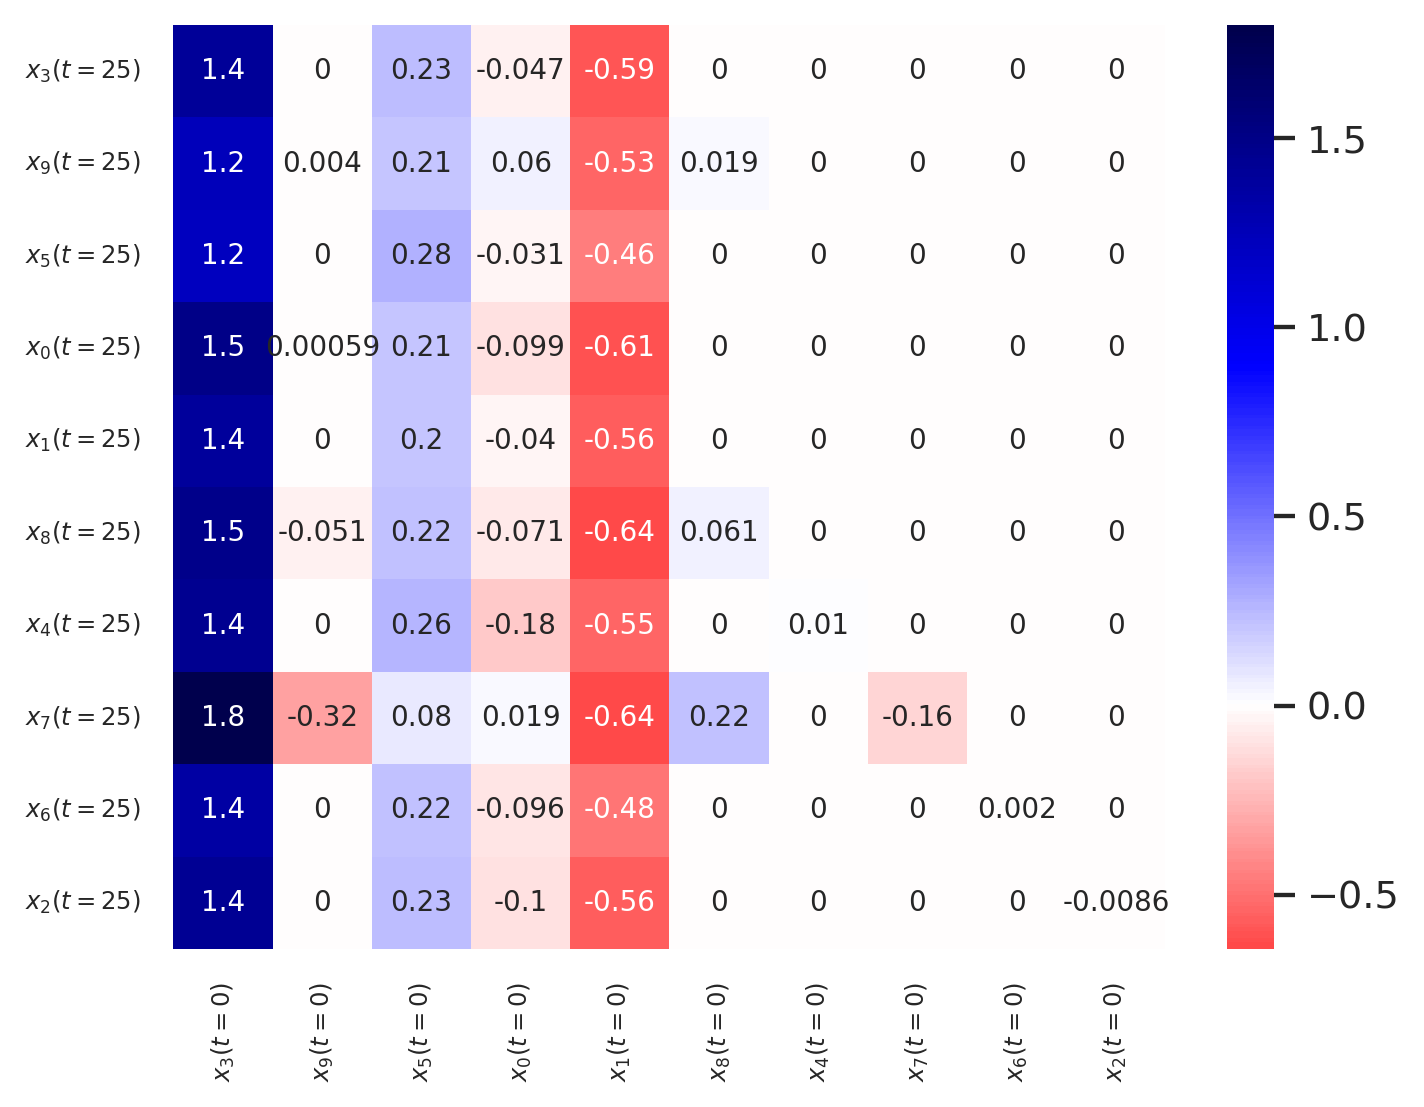 x₃(t = 25) 1.4 0 0.23 -0.047 -0.59 0 0 0 0 0
x₉(t = 25) 1.2 0.004 0.21 0.06 -0.53 0.019 0 0 0 0
x₅(t = 25) 1.2 0 0.28 -0.031 -0.46 0 0 0 0 0
x₀(t = 25) 1.5 0.00059 0.21 -0.099 -0.61 0 0 0 0 0
x₁(t = 25) 1.4 0 0.2 -0.04 -0.56 0 0 0 0 0
x₈(t = 25) 1.5 -0.051 0.22 -0.071 -0.64 0.061 0 0 0 0
x₄(t = 25) 1.4 0 0.26 -0.18 -0.55 0 0.01 0 0 0
x₇(t = 25) 1.8 -0.32 0.08 0.019 -0.64 0.22 0 -0.16 0 0
x₆(t = 25) 1.4 0 0.22 -0.096 -0.48 0 0 0 0.002 0
x₂(t = 25) 1.4 0 0.23 -0.1 -0.56 0 0 0 0 -0.0086
x₃(t = 0) x₉(t = 0) x₅(t = 0) x₀(t = 0) x₁(t = 0) x₈(t = 0) x₄(t = 0) x₇(t = 0) x₆(t = 0) x₂(t = 0)
1.5
1.0
0.5
0.0
−0.5